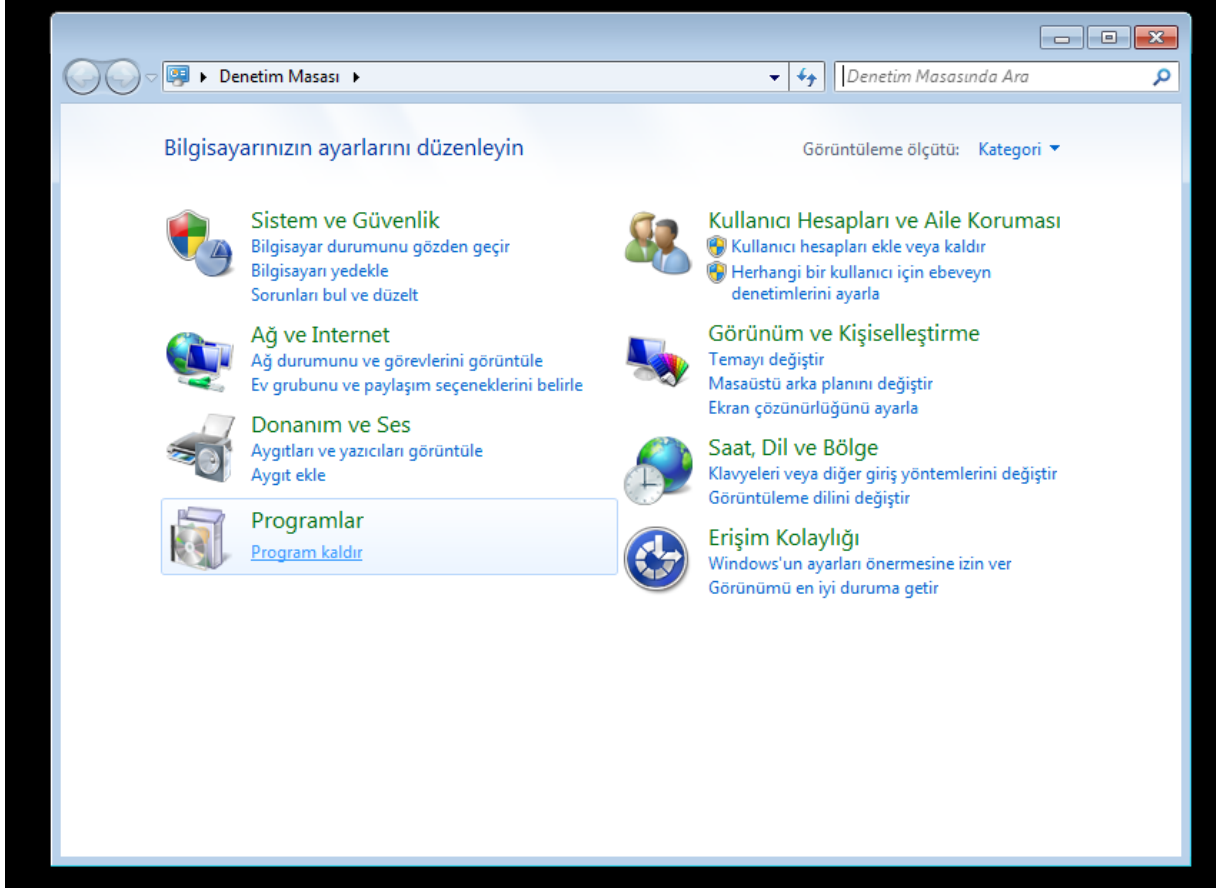 Denetim Masası
Denetim Masasında Ara
Bilgisayarınızın ayarlarını düzenleyin
Görüntüleme ölçütü: Kategori
Sistem ve Güvenlik
Bilgisayar durumunu gözden geçir
Bilgisayarı yedekle
Sorunları bul ve düzelt
Ağ ve Internet
Ağ durumunu ve görevlerini görüntüle
Ev grubunu ve paylaşım seçeneklerini belirle
Donanım ve Ses
Aygıtları ve yazıcıları görüntüle
Aygıt ekle
Programlar
Program kaldır
Kullanıcı Hesapları ve Aile Koruması
Kullanıcı hesapları ekle veya kaldır
Herhangi bir kullanıcı için ebeveyn
denetimlerini ayarla
Görünüm ve Kişiselleştirme
Temayı değiştir
Masaüstü arka planını değiştir
Ekran çözünürlüğünü ayarla
Saat, Dil ve Bölge
Klavyeleri veya diğer giriş yöntemlerini değiştir
Görüntüleme dilini değiştir
Erişim Kolaylığı
Windows'un ayarları önermesine izin ver
Görünümü en iyi duruma getir